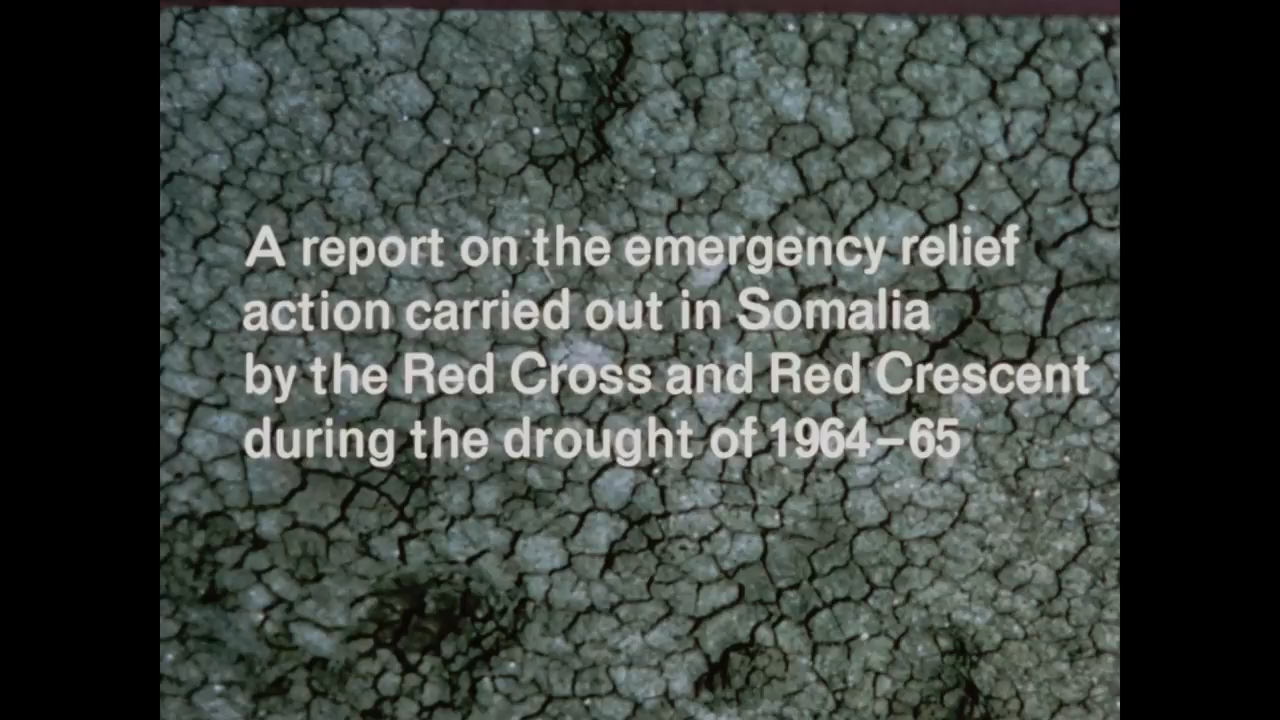 A report on the emergency relief
action carried out in Somalia
by the Red Cross and Red Crescent
during the drought of 1964–65